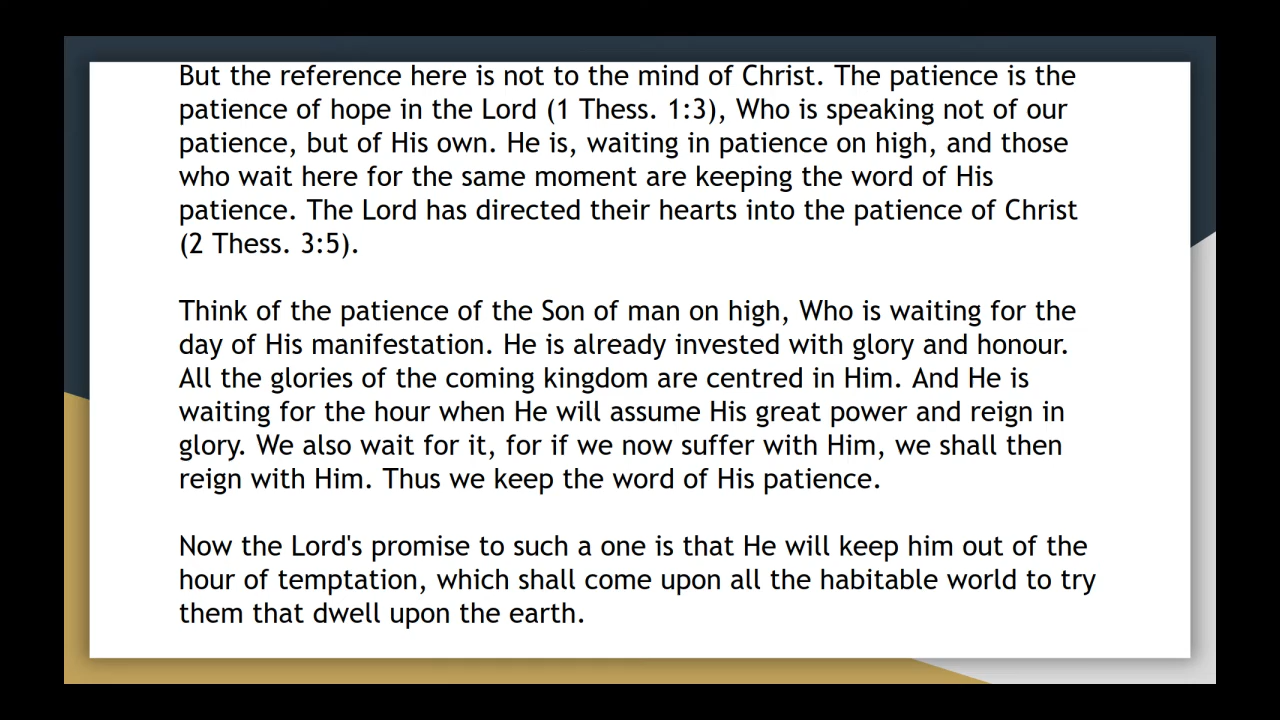 But the reference here is not to the mind of Christ. The patience is the
patience of hope in the Lord (1 Thess. 1:3), Who is speaking not of our
patience, but of His own. He is, waiting in patience on high, and those
who wait here for the same moment are keeping the word of His
patience. The Lord has directed their hearts into the patience of Christ
(2 Thess. 3:5).
Think of the patience of the Son of man on high, Who is waiting for the
day of His manifestation. He is already invested with glory and honour.
All the glories of the coming kingdom are centred in Him. And He is
waiting for the hour when He will assume His great power and reign in
glory. We also wait for it, for if we now suffer with Him, we shall then
reign with Him. Thus we keep the word of His patience.
Now the Lord's promise to such a one is that He will keep him out of the
hour of temptation, which shall come upon all the habitable world to try
them that dwell upon the earth.